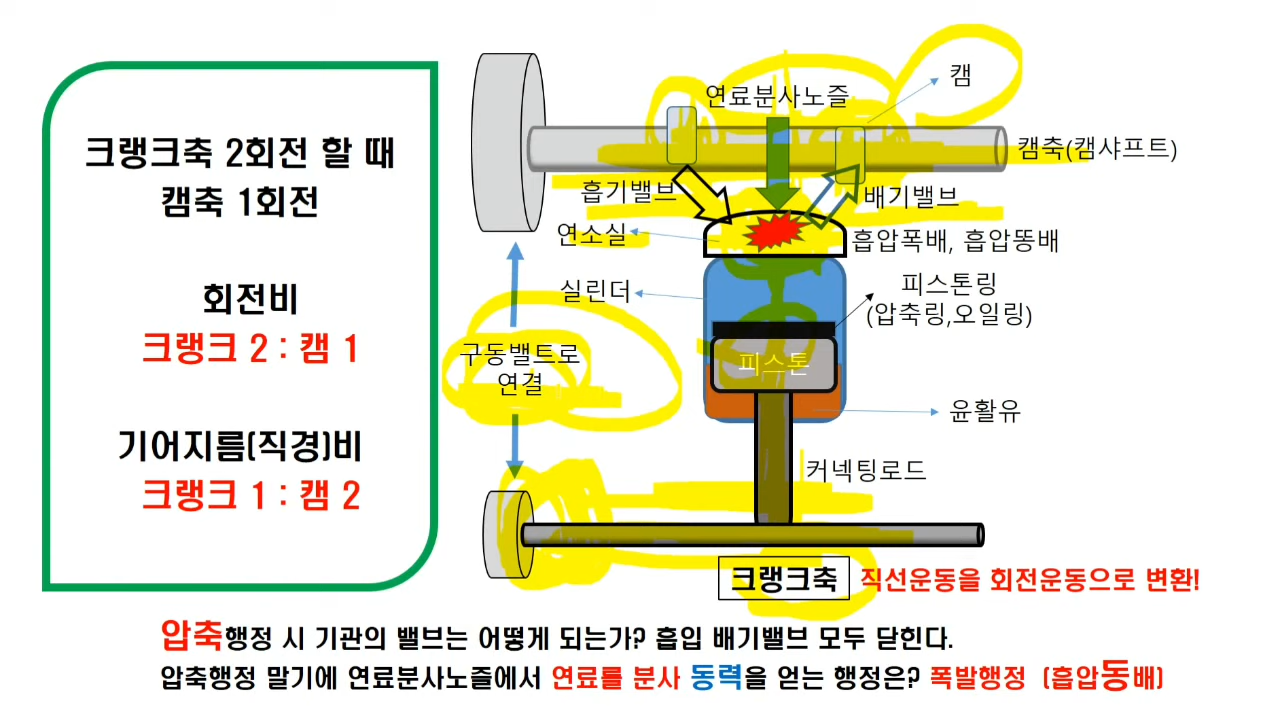 크랭크축 2회전 할 때
캠축 1회전
회전비
크랭크 2 : 캠 1
기어지름(직경)비
크랭크 1 : 캠 2
캠
연료분사노즐
캠축(캠샤프트)
흡기밸브
배기밸브
연소실
흡압폭배, 흡압똥배
실린더
피스톤링
(압축링,오일링)
구동밸트로
연결
피스톤
윤활유
커넥팅로드
크랭크축
직선운동을 회전운동으로 변환!
압축행정 시 기관의 밸브는 어떻게 되는가? 흡입 배기밸브 모두 닫힌다.
압축행정 말기에 연료분사노즐에서 연료를 분사 동력을 얻는 행정은? 폭발행정 (흡압동배)